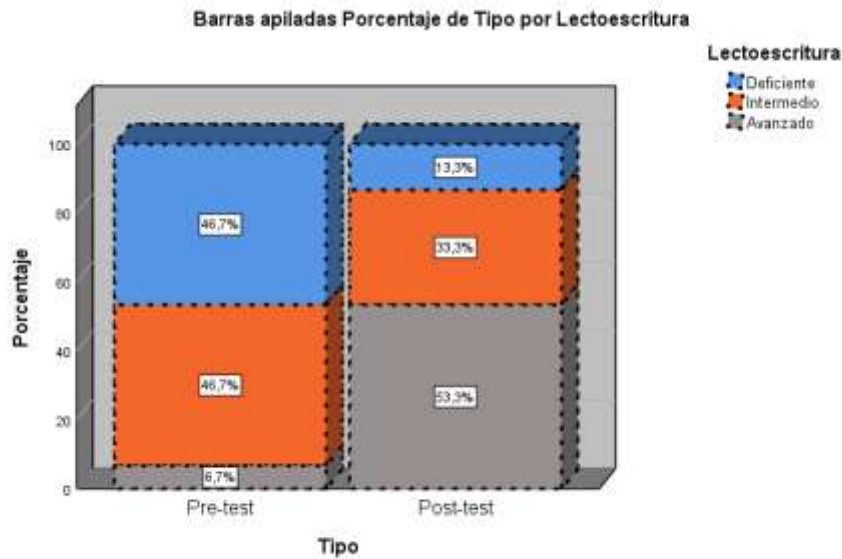 Barras apiladas Porcentaje de Tipo por Lectoescritura
Lectoescritura
Deficiente
Intermedio
Avanzado
Porcentaje
100
80
60
40
20
0
46,7%
46,7%
6,7%
13,3%
33,3%
53,3%
Pre-test
Post-test
Tipo